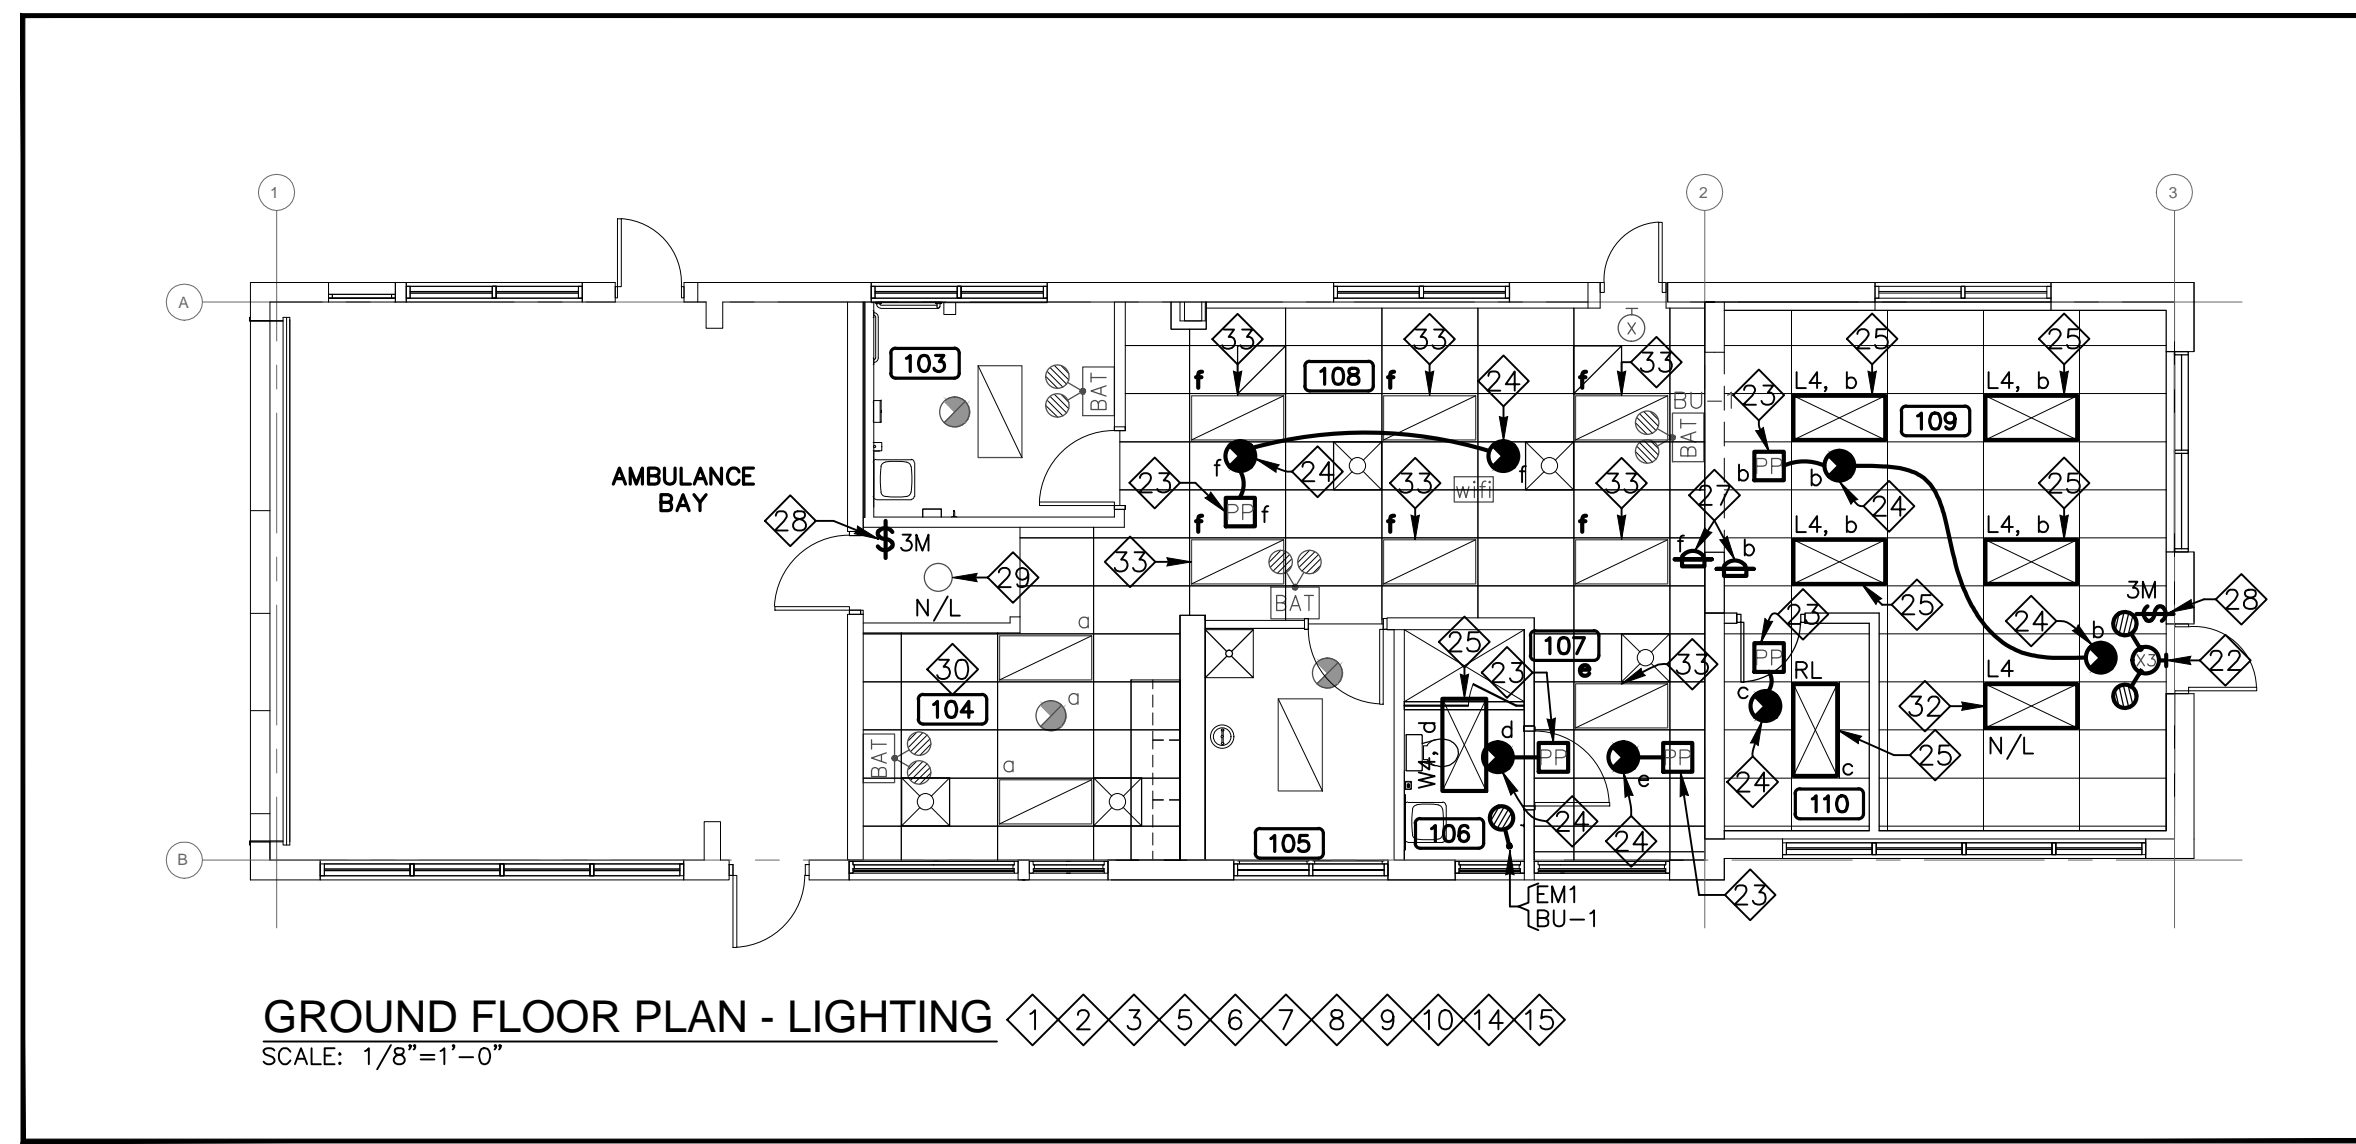 1
2
3
A
33
33
25
25
33
103
f
f
108
f
24
L4, b
L4, b
BAT
BU-1
23
109
BAT
f
24
f
PP
b
b
AMBULANCE
BAY
23
33
wifi
33
27
25
24
PP
f
f
f
f
L4, b
L4, b
28
3M
f
b
33
29
N/L
BAT
25
3M
28
a
23
24
b
25
107
e
33
PP
X3
22
30
a
23
RL
L4
104
c
32
W4, d
d
BAT
PP
PP
25
N/L
a
e
24
c
110
106
24
24
105
B
EM1
BU-1
23
GROUND FLOOR PLAN - LIGHTING 1 2 3 5 6 7 8 9 10 14 15
SCALE: 1/8"=1'-0"
X